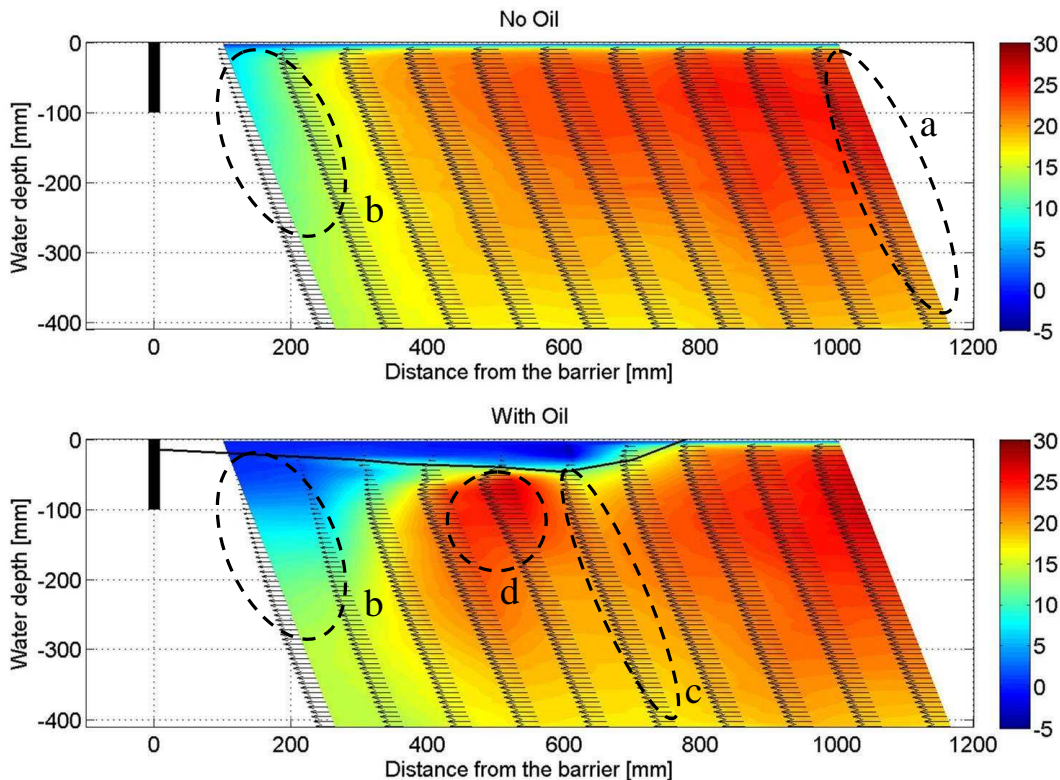 No Oil
0
-100
-200
-300
-400
Water depth [mm]
a
b
0 200 400 600 800 1000 1200
Distance from the barrier [mm]
30
25
20
15
10
5
0
-5
With Oil
0
-100
-200
-300
-400
Water depth [mm]
b
d
c
0 200 400 600 800 1000 1200
Distance from the barrier [mm]
30
25
20
15
10
5
0
-5